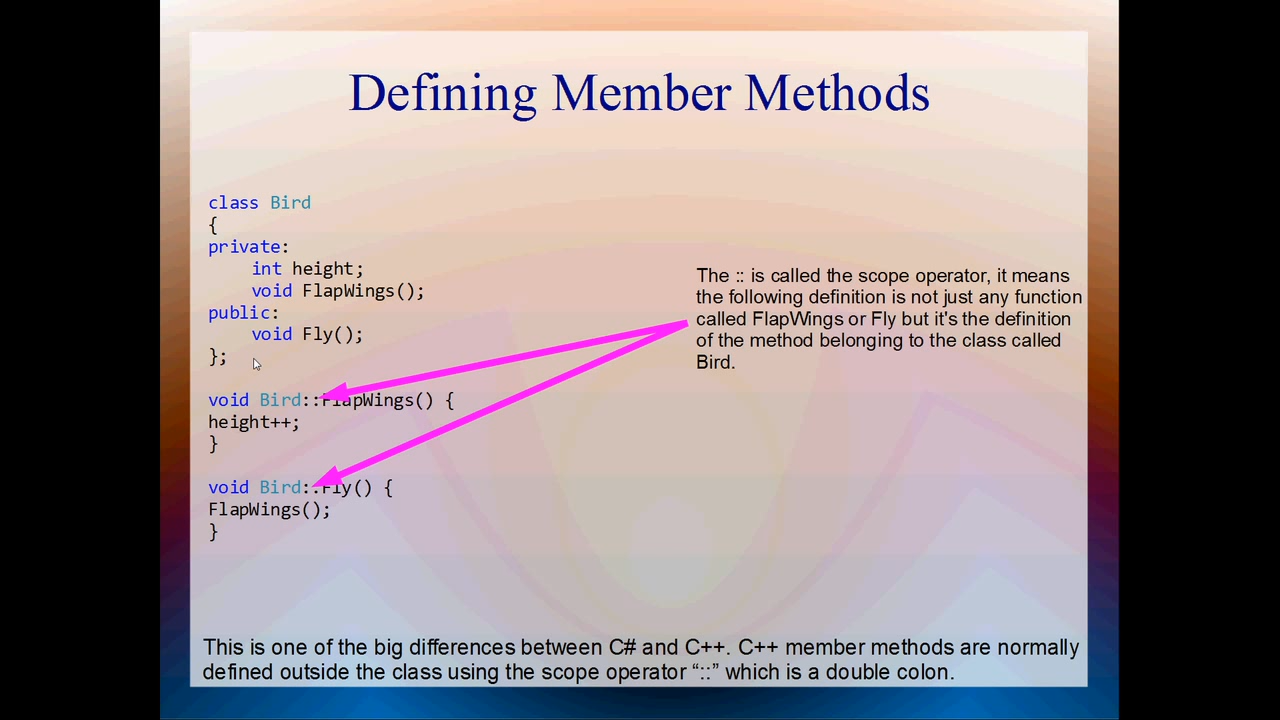 Defining Member Methods
class Bird
{
private:
int height;
void FlapWings();
public:
void Fly();
};
void Bird::FlapWings() {
height++;
}
void Bird::Fly() {
FlapWings();
}
The :: is called the scope operator, it means
the following definition is not just any function
called FlapWings or Fly but it's the definition
of the method belonging to the class called
Bird.
This is one of the big differences between C# and C++. C++ member methods are normally
defined outside the class using the scope operator “::” which is a double colon.